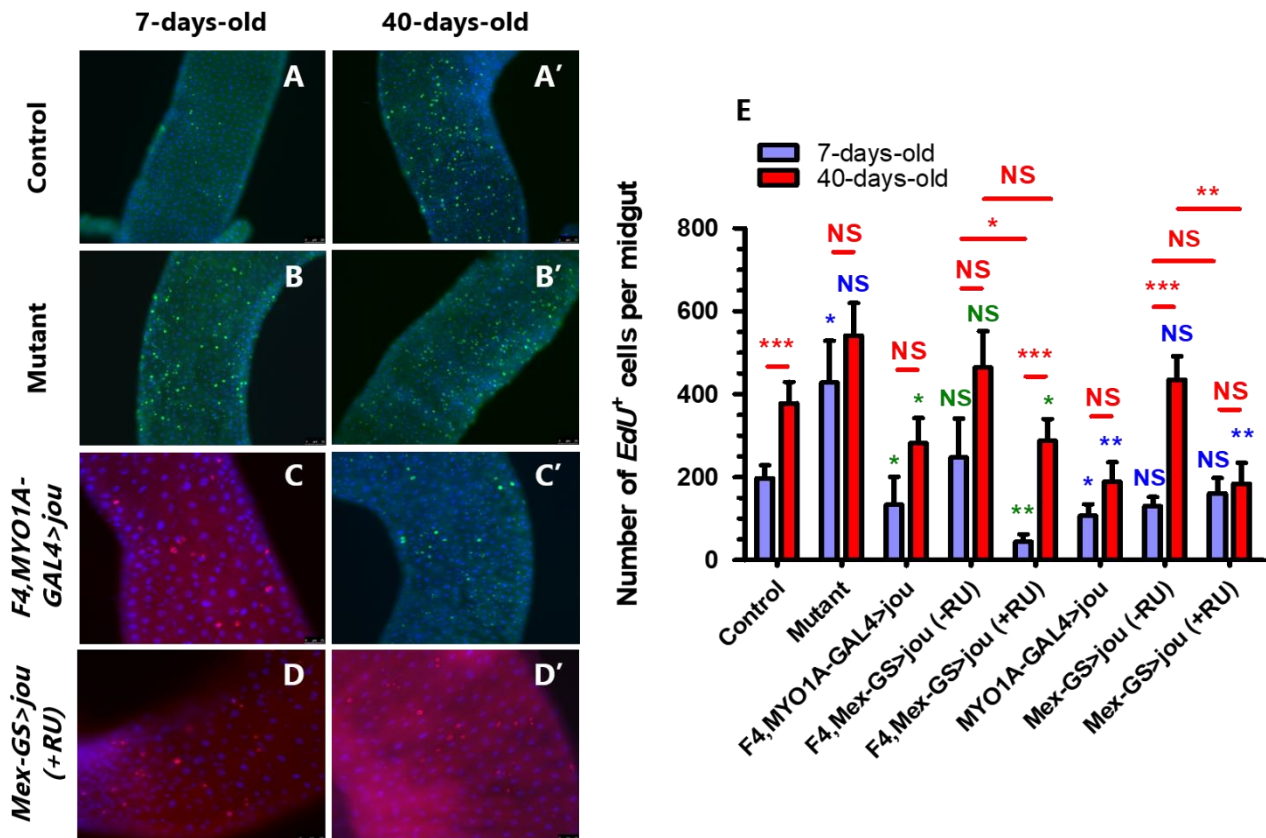 7-days-old
40-days-old
Control
A
A′
Mutant
B
B′
F4,MYO1A-
GAL4>jou
C
C′
Mex-GS>jou
(+RU)
D
D′
E
7-days-old
40-days-old
Number of EdU⁺ cells per midgut
800
600
400
200
0
NS
**
*
NS
NS
NS
***
* NS
NS
NS
***
NS
***
NS
*
NS
***
*
NS
* **
NS
NS
NS
**
*
**
Control
Mutant
F4,MYO1A-GAL4>jou
F4,Mex-GS>jou (-RU)
F4,Mex-GS>jou (+RU)
MYO1A-GAL4>jou
Mex-GS>jou (-RU)
Mex-GS>jou (+RU)